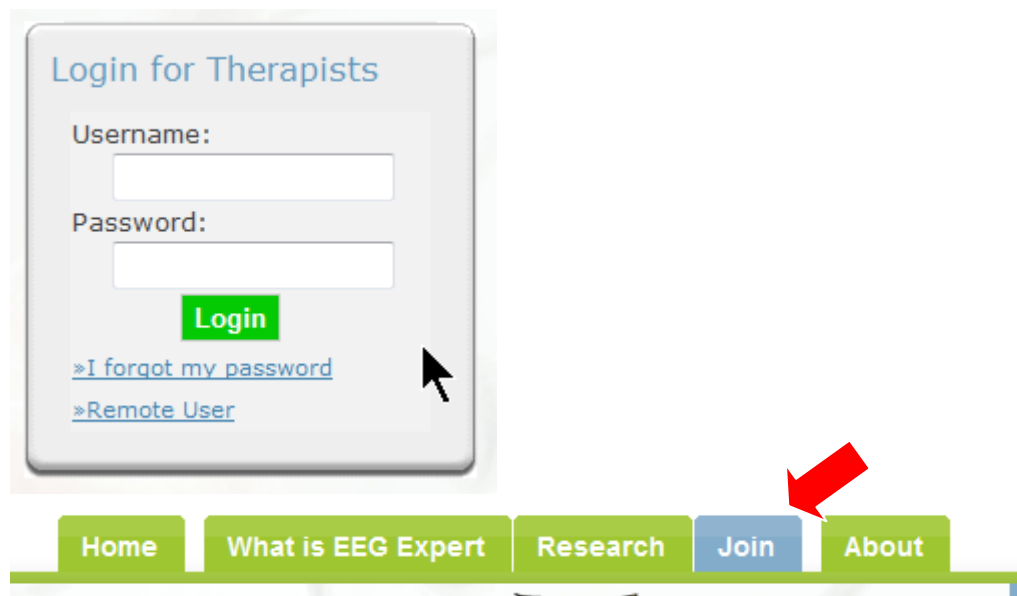 Login for Therapists
Username:
Password:
Login
»I forgot my password
»Remote User
Home What is EEG Expert Research Join About